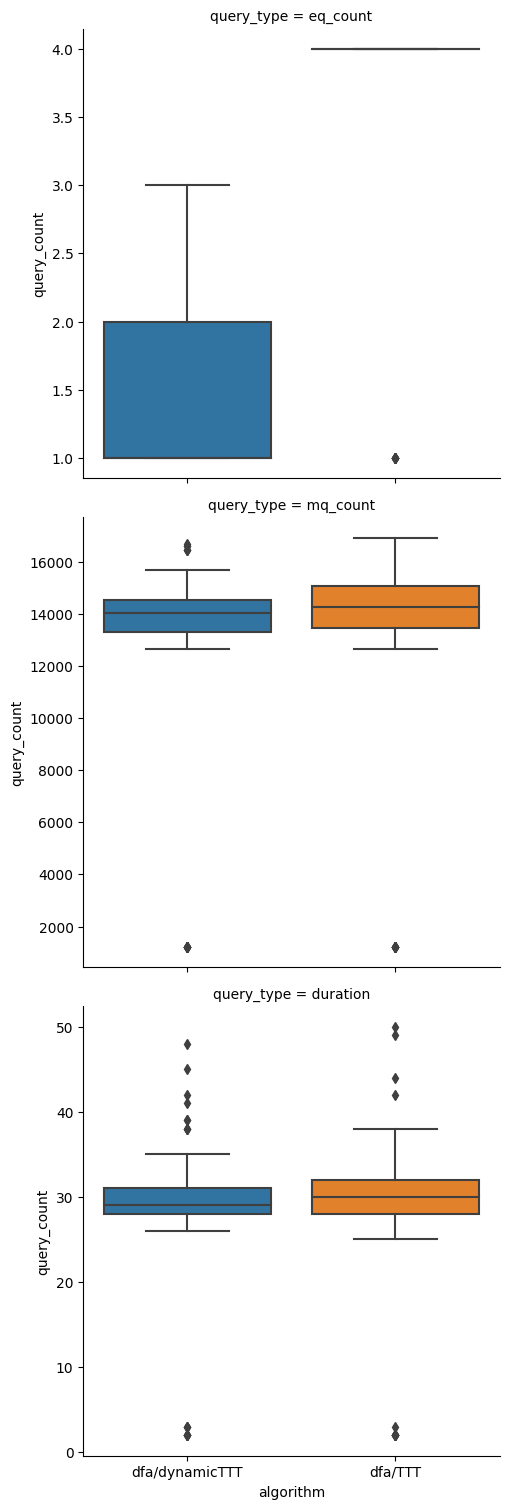 query_type = eq_count
4.0
3.5
3.0
2.5
2.0
1.5
1.0
query_count
query_type = mq_count
16000
14000
12000
10000
8000
6000
4000
2000
query_count
query_type = duration
50
40
30
20
10
0
query_count
dfa/dynamicTTT
dfa/TTT
algorithm